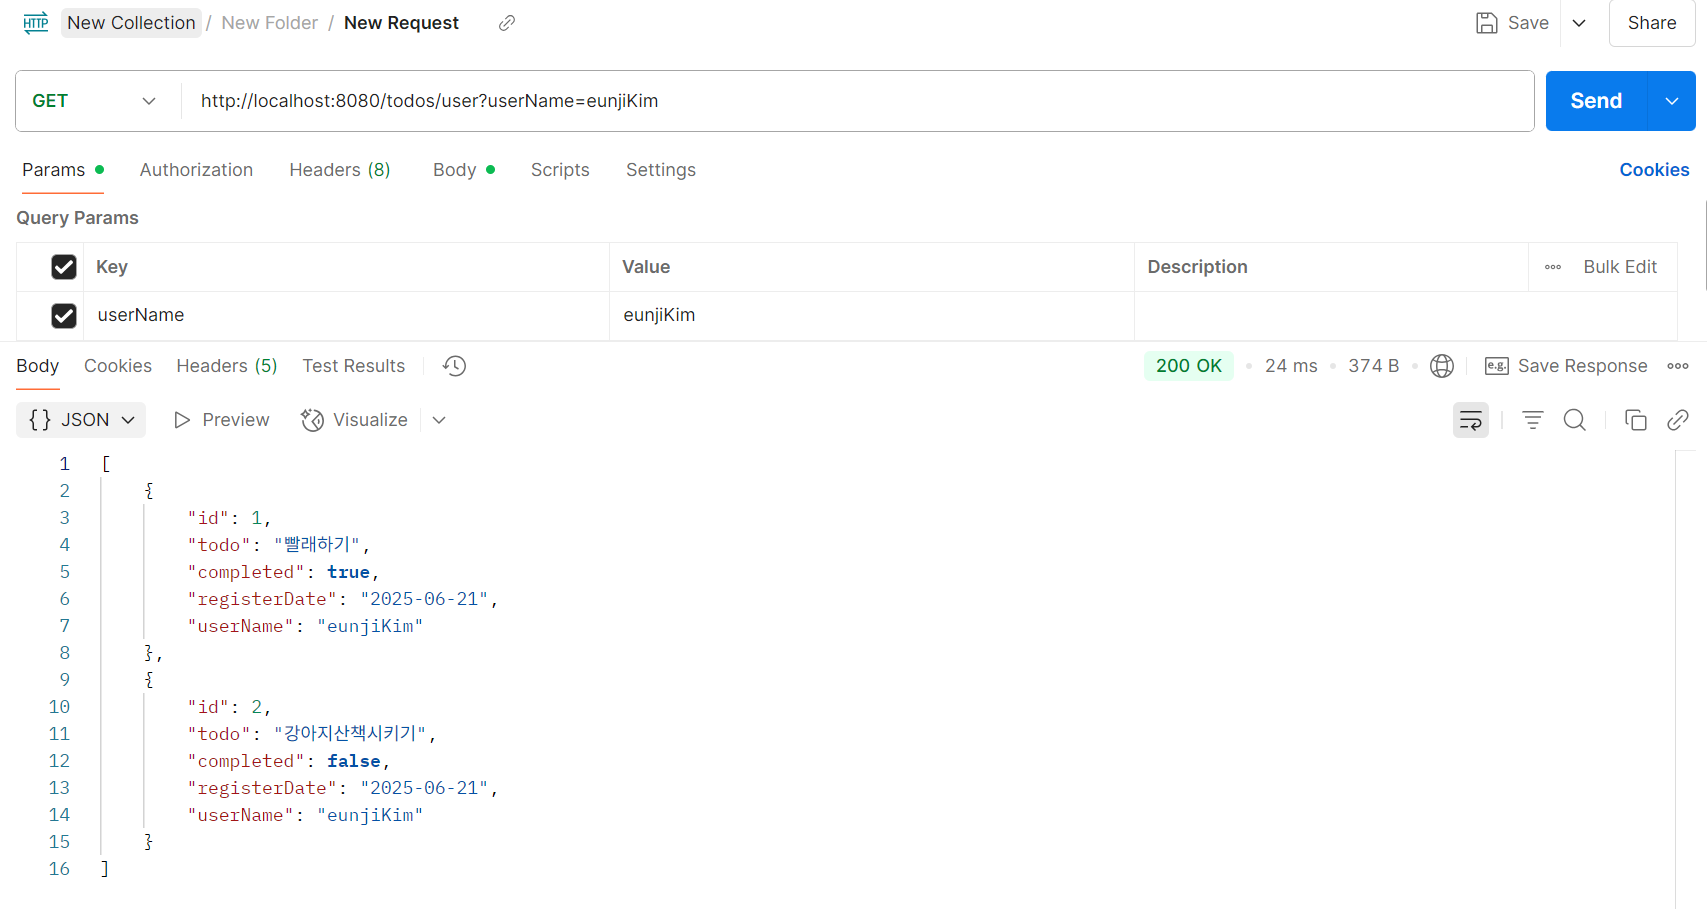 HTTP New Collection / New Folder / New Request Save Share
GET http://localhost:8080/todos/user?userName=eunjiKim Send
Params Authorization Headers (8) Body Scripts Settings Cookies
Query Params
Key Value Description Bulk Edit
userName eunjiKim
Body Cookies Headers (5) Test Results 200 OK 24 ms 374 B e.g. Save Response
{} JSON Preview Visualize
1 [
2 {
3 "id": 1,
4 "todo": "빨래하기",
5 "completed": true,
6 "registerDate": "2025-06-21",
7 "userName": "eunjiKim"
8 },
9 {
10 "id": 2,
11 "todo": "강아지산책시키기",
12 "completed": false,
13 "registerDate": "2025-06-21",
14 "userName": "eunjiKim"
15 }
16 ]